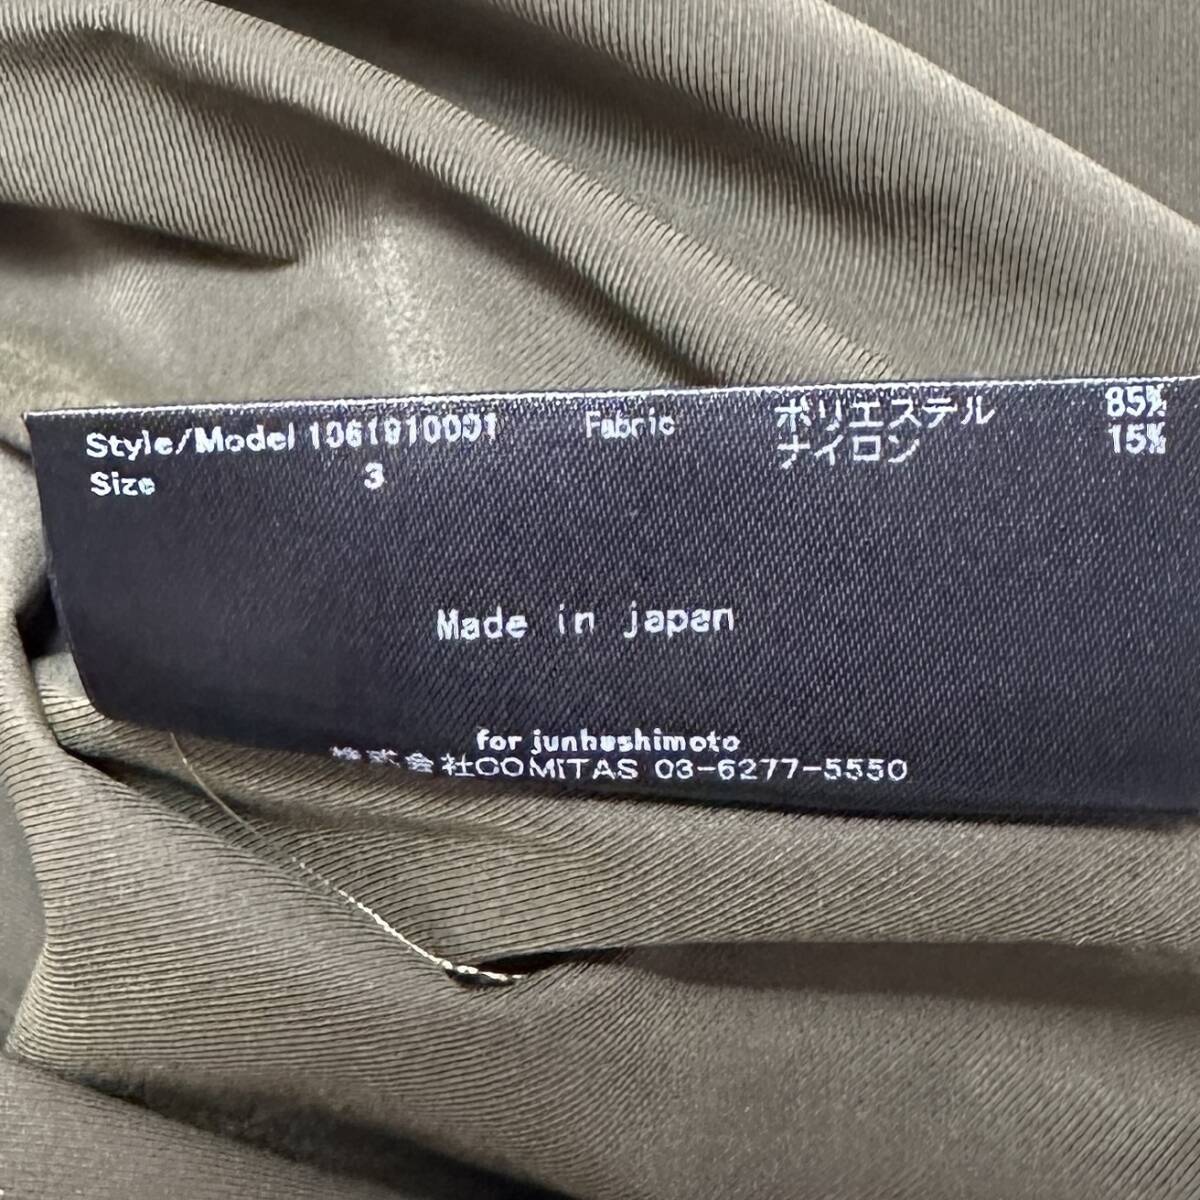 Style/Model 1061910001 Fabric ポリエステル 85%
ナイロン 15%
Size 3
Made in japan
for junhashimoto
株式会社COMITAS 03-6277-5550